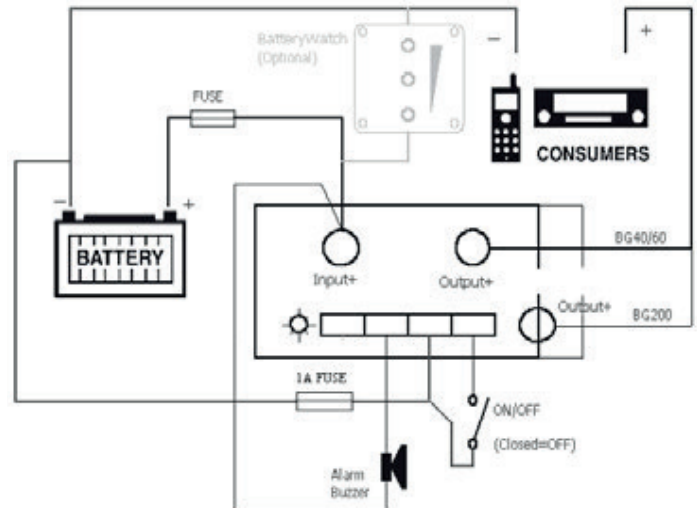 BatteryWatch
(Optional)
-
+
FUSE
CONSUMERS
-
+
BATTERY
Input+
Output+
BG40/60
Output+
BG200
1A FUSE
ON/OFF
(Closed=OFF)
Alarm
Buzzer